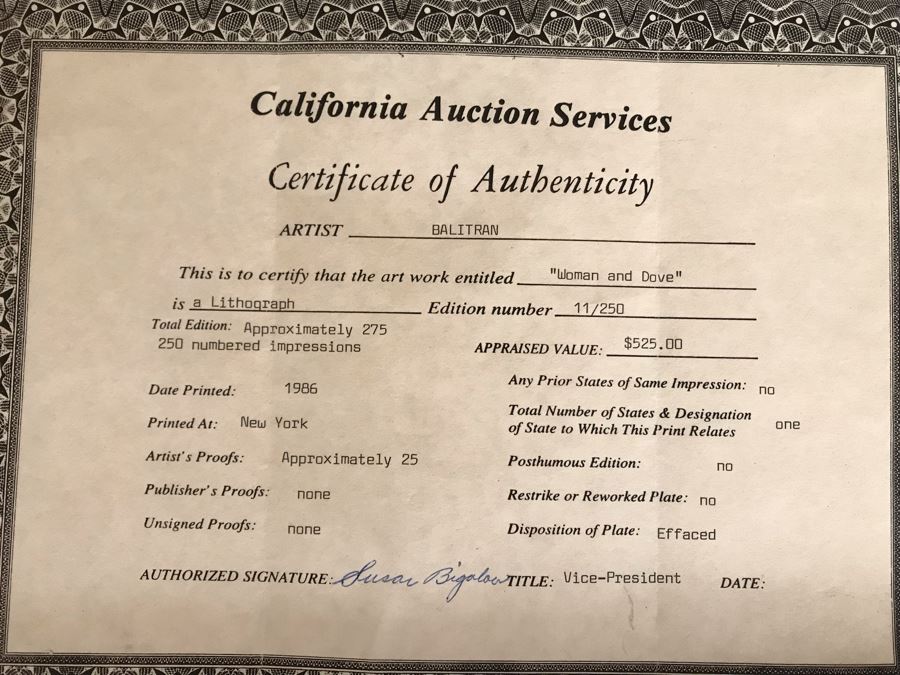 California Auction Services
Certificate of Authenticity
ARTIST BALITRAN
This is to certify that the art work entitled "Woman and Dove"
is a Lithograph Edition number 11/250
Total Edition: Approximately 275
250 numbered impressions
APPRAISED VALUE: $525.00
Date Printed: 1986
Printed At: New York
Artist's Proofs: Approximately 25
Publisher's Proofs: none
Unsigned Proofs: none
Any Prior States of Same Impression: no
Total Number of States & Designation
of State to Which This Print Relates one
Posthumous Edition: no
Restrike or Reworked Plate: no
Disposition of Plate: Effaced
AUTHORIZED SIGNATURE: Susan Bigalow TITLE: Vice-President DATE: